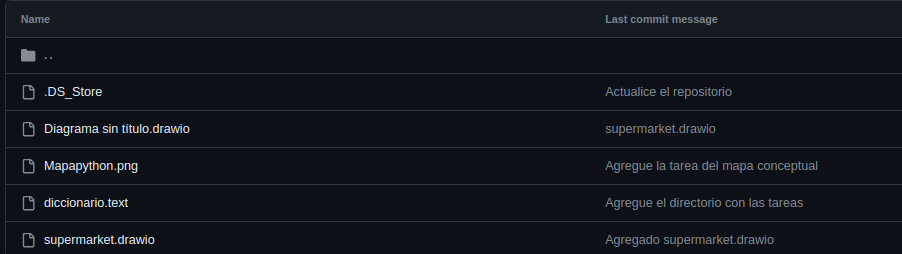 Name Last commit message
..
.DS_Store Actualice el repositorio
Diagrama sin título.drawio supermarket.drawio
Mapapython.png Agregue la tarea del mapa conceptual
diccionario.text Agregue el directorio con las tareas
supermarket.drawio Agregado supermarket.drawio